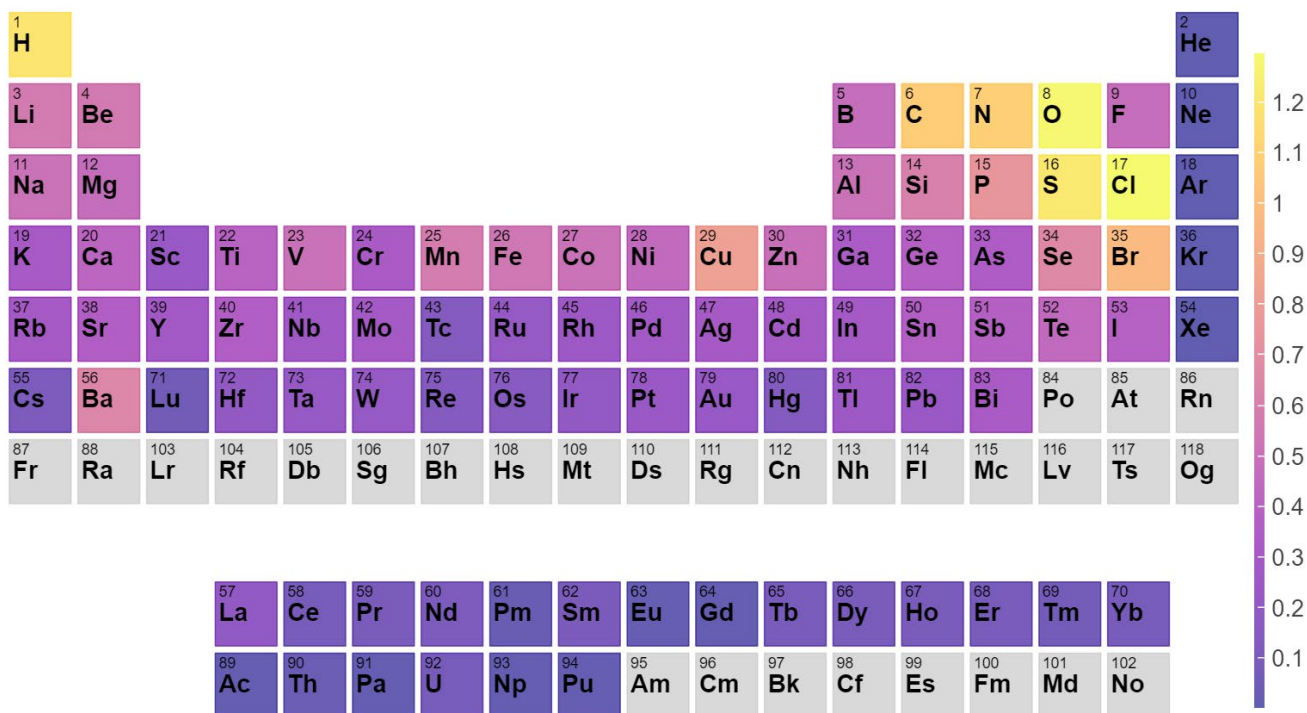 1 2
H He
3 4 5 6 7 8 9 10
Li Be B C N O F Ne
11 12 13 14 15 16 17 18
Na Mg Al Si P S Cl Ar
19 20 21 22 23 24 25 26 27 28 29 30 31 32 33 34 35 36
K Ca Sc Ti V Cr Mn Fe Co Ni Cu Zn Ga Ge As Se Br Kr
37 38 39 40 41 42 43 44 45 46 47 48 49 50 51 52 53 54
Rb Sr Y Zr Nb Mo Tc Ru Rh Pd Ag Cd In Sn Sb Te I Xe
55 56 71 72 73 74 75 76 77 78 79 80 81 82 83 84 85 86
Cs Ba Lu Hf Ta W Re Os Ir Pt Au Hg Tl Pb Bi Po At Rn
87 88 103 104 105 106 107 108 109 110 111 112 113 114 115 116 117 118
Fr Ra Lr Rf Db Sg Bh Hs Mt Ds Rg Cn Nh Fl Mc Lv Ts Og
57 58 59 60 61 62 63 64 65 66 67 68 69 70
La Ce Pr Nd Pm Sm Eu Gd Tb Dy Ho Er Tm Yb
89 90 91 92 93 94 95 96 97 98 99 100 101 102
Ac Th Pa U Np Pu Am Cm Bk Cf Es Fm Md No
1.2
1.1
1
0.9
0.8
0.7
0.6
0.5
0.4
0.3
0.2
0.1